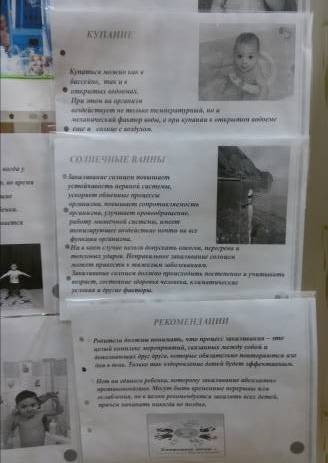 КУПАНИЕ
Купаться можно как в
бассейне, так и в
открытых водоемах.
При этом на организм
воздействует не только температурный, но и
механический фактор воды, а при купании в открытом водоеме
еще и солнце с воздухом.
СОЛНЕЧНЫЕ ВАННЫ
Закаливание солнцем повышает
устойчивость нервной системы,
ускоряет обменные процессы
организма, повышает сопротивляемость
организма, улучшает кровообращение,
работу мышечной системы, имеет
тонизирующее воздействие почти на все
функции организма.
Ни в коем случае нельзя допускать ожогов, перегрева и
тепловых ударов. Неправильное закаливание солнцем
может привести к тяжелым заболеваниям.
Закаливание солнцем должно происходить постепенно и учитывать
возраст, состояние здоровья человека, климатические
условия и другие факторы.
РЕКОМЕНДАЦИИ
Родители должны понимать, что процесс закаливания – это
целый комплекс мероприятий, связанных между собой и
дополняющих друг друга, которые обязательно повторяются изо
дня в день. Только так оздоровление детей будет эффективным.
Нет ни одного ребенка, которому закаливание абсолютно
противопоказано. Могут быть временные перерывы или
ослабления, но в целом рекомендуется закалять всех детей,
причем начинать никогда не поздно.